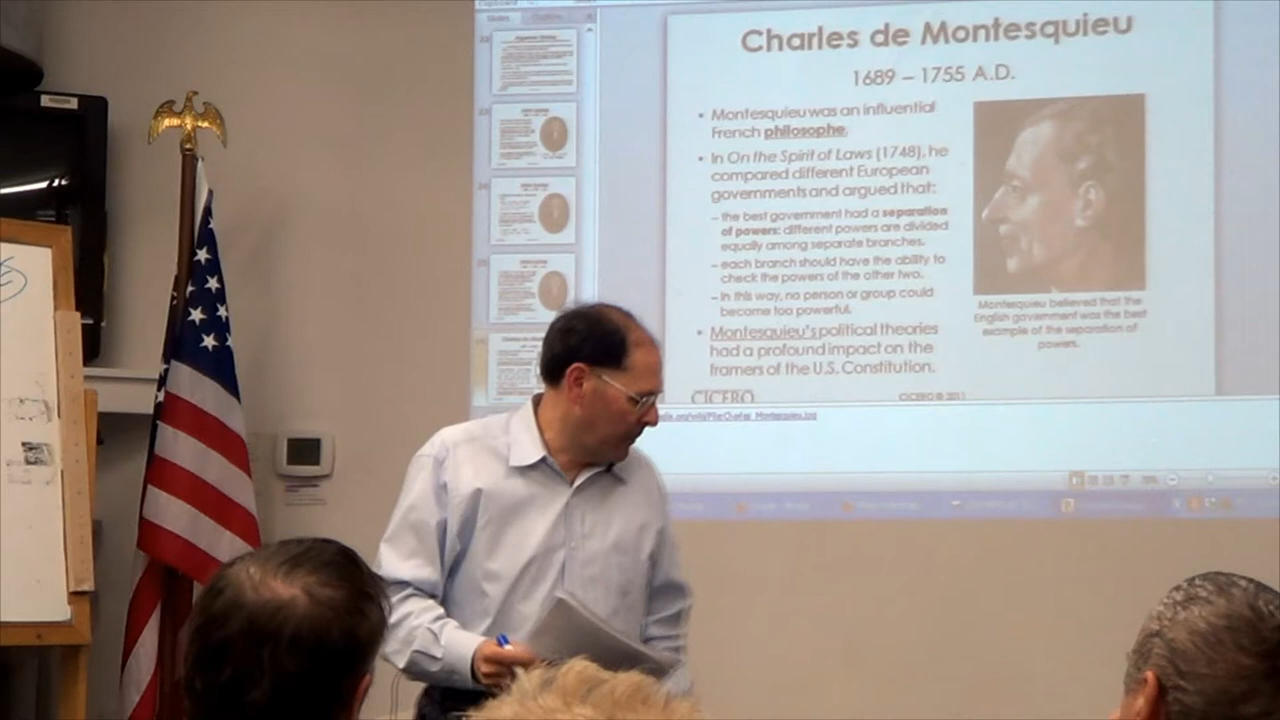 Slides
Charles de Montesquieu
1689 – 1755 A.D.
• Montesquieu was an influential
French philosophe.
• In On the Spirit of Laws (1748), he
compared different European
governments and argued that:
– the best government had a separation
of powers: different powers are divided
equally among separate branches.
– each branch should have the ability to
check the powers of the other two.
– In this way, no person or group could
become too powerful.
• Montesquieu's political theories
had a profound impact on the
framers of the U.S. Constitution.
Montesquieu believed that the
English government was the best
example of the separation of
powers.
CICERO
CICERO © 2011